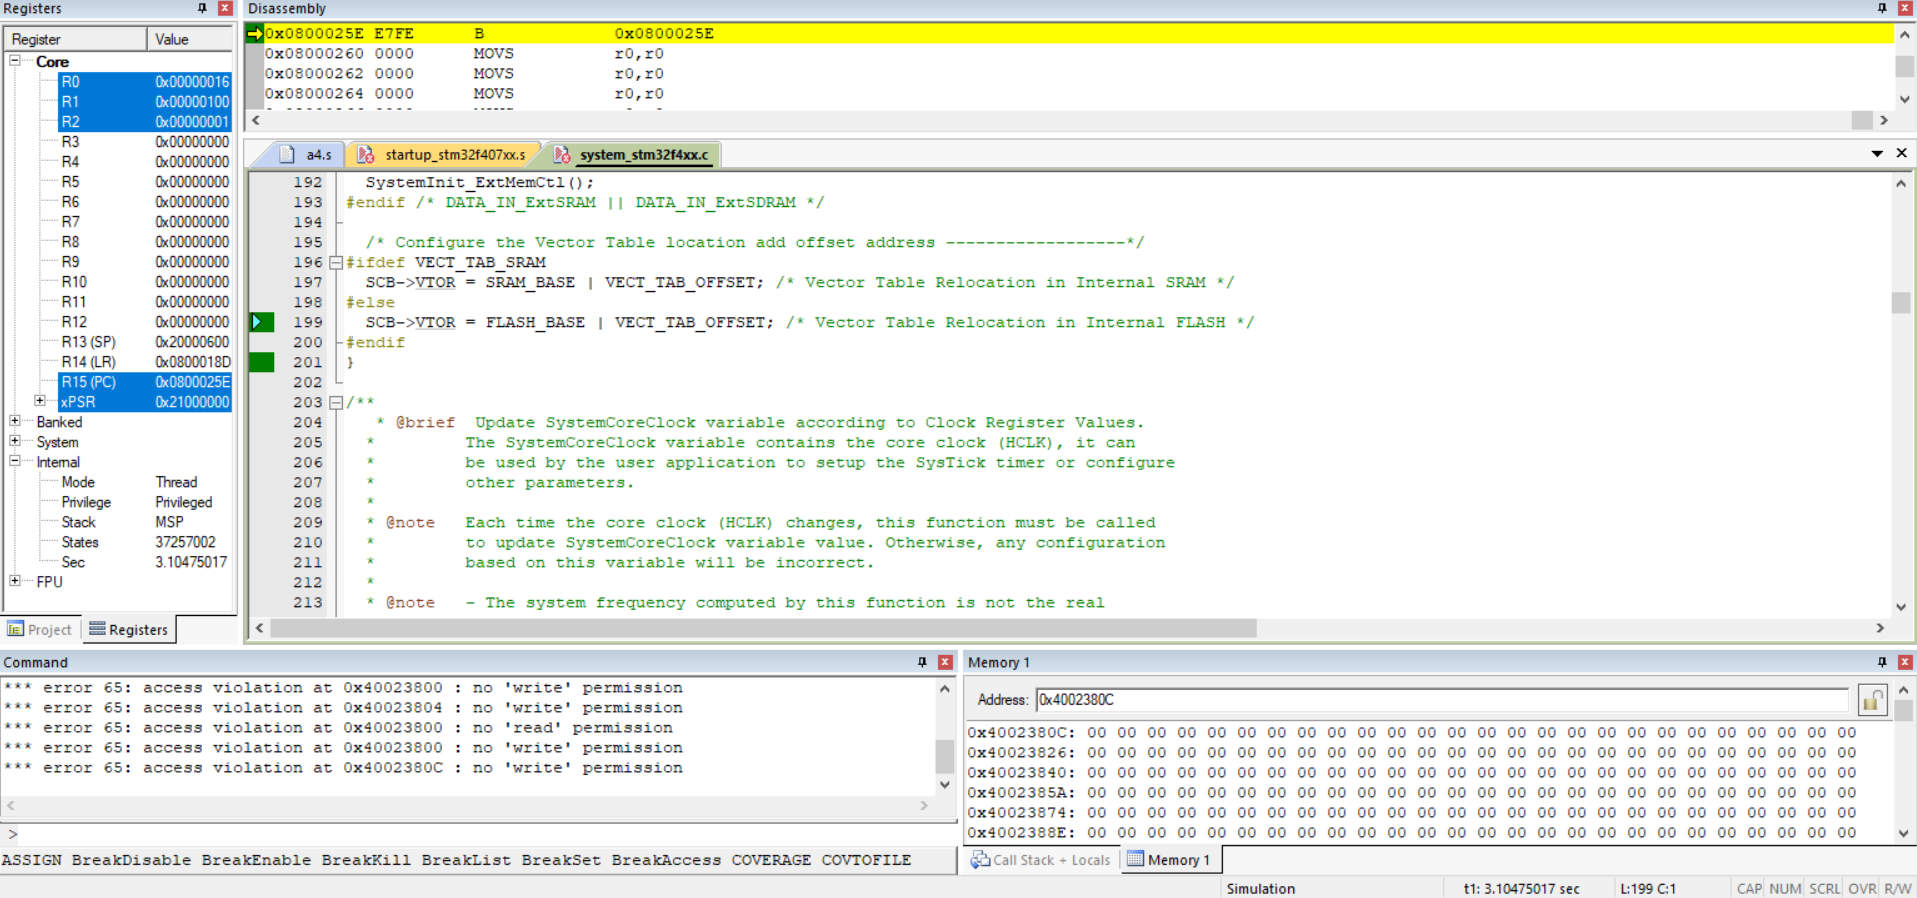 Registers
Register Value
Core
R0 0x00000016
R1 0x00000100
R2 0x00000001
R3 0x00000000
R4 0x00000000
R5 0x00000000
R6 0x00000000
R7 0x00000000
R8 0x00000000
R9 0x00000000
R10 0x00000000
R11 0x00000000
R12 0x00000000
R13 (SP) 0x20000600
R14 (LR) 0x0800018D
R15 (PC) 0x0800025E
xPSR 0x21000000
Banked
System
Internal
Mode Thread
Privilege Privileged
Stack MSP
States 37257002
Sec 3.10475017
FPU
Project Registers
Disassembly
0x0800025E E7FE B 0x0800025E
0x08000260 0000 MOVS r0,r0
0x08000262 0000 MOVS r0,r0
0x08000264 0000 MOVS r0,r0
a4.s startup_stm32f407xx.s system_stm32f4xx.c
192 SystemInit_ExtMemCtl();
193 #endif /* DATA_IN_ExtSRAM || DATA_IN_ExtSDRAM */
194
195 /* Configure the Vector Table location add offset address ------------------*/
196 #ifdef VECT_TAB_SRAM
197 SCB->VTOR = SRAM_BASE | VECT_TAB_OFFSET; /* Vector Table Relocation in Internal SRAM */
198 #else
199 SCB->VTOR = FLASH_BASE | VECT_TAB_OFFSET; /* Vector Table Relocation in Internal FLASH */
200 #endif
201 }
202
203 /**
204 * @brief Update SystemCoreClock variable according to Clock Register Values.
205 * The SystemCoreClock variable contains the core clock (HCLK), it can
206 * be used by the user application to setup the SysTick timer or configure
207 * other parameters.
208 *
209 * @note Each time the core clock (HCLK) changes, this function must be called
210 * to update SystemCoreClock variable value. Otherwise, any configuration
211 * based on this variable will be incorrect.
212 *
213 * @note - The system frequency computed by this function is not the real
Command
*** error 65: access violation at 0x40023800 : no 'write' permission
*** error 65: access violation at 0x40023804 : no 'write' permission
*** error 65: access violation at 0x40023800 : no 'read' permission
*** error 65: access violation at 0x40023800 : no 'write' permission
*** error 65: access violation at 0x4002380C : no 'write' permission
>
ASSIGN BreakDisable BreakEnable BreakKill BreakList BreakSet BreakAccess COVERAGE COVTOFILE
Memory 1
Address: 0x4002380C
0x4002380C: 00 00 00 00 00 00 00 00 00 00 00 00 00 00 00 00 00 00 00 00 00 00 00 00 00 00
0x40023826: 00 00 00 00 00 00 00 00 00 00 00 00 00 00 00 00 00 00 00 00 00 00 00 00 00 00
0x40023840: 00 00 00 00 00 00 00 00 00 00 00 00 00 00 00 00 00 00 00 00 00 00 00 00 00 00
0x4002385A: 00 00 00 00 00 00 00 00 00 00 00 00 00 00 00 00 00 00 00 00 00 00 00 00 00 00
0x40023874: 00 00 00 00 00 00 00 00 00 00 00 00 00 00 00 00 00 00 00 00 00 00 00 00 00 00
0x4002388E: 00 00 00 00 00 00 00 00 00 00 00 00 00 00 00 00 00 00 00 00 00 00 00 00 00 00
Call Stack + Locals Memory 1
Simulation t1: 3.10475017 sec L:199 C:1 CAP NUM SCRL OVR R/W